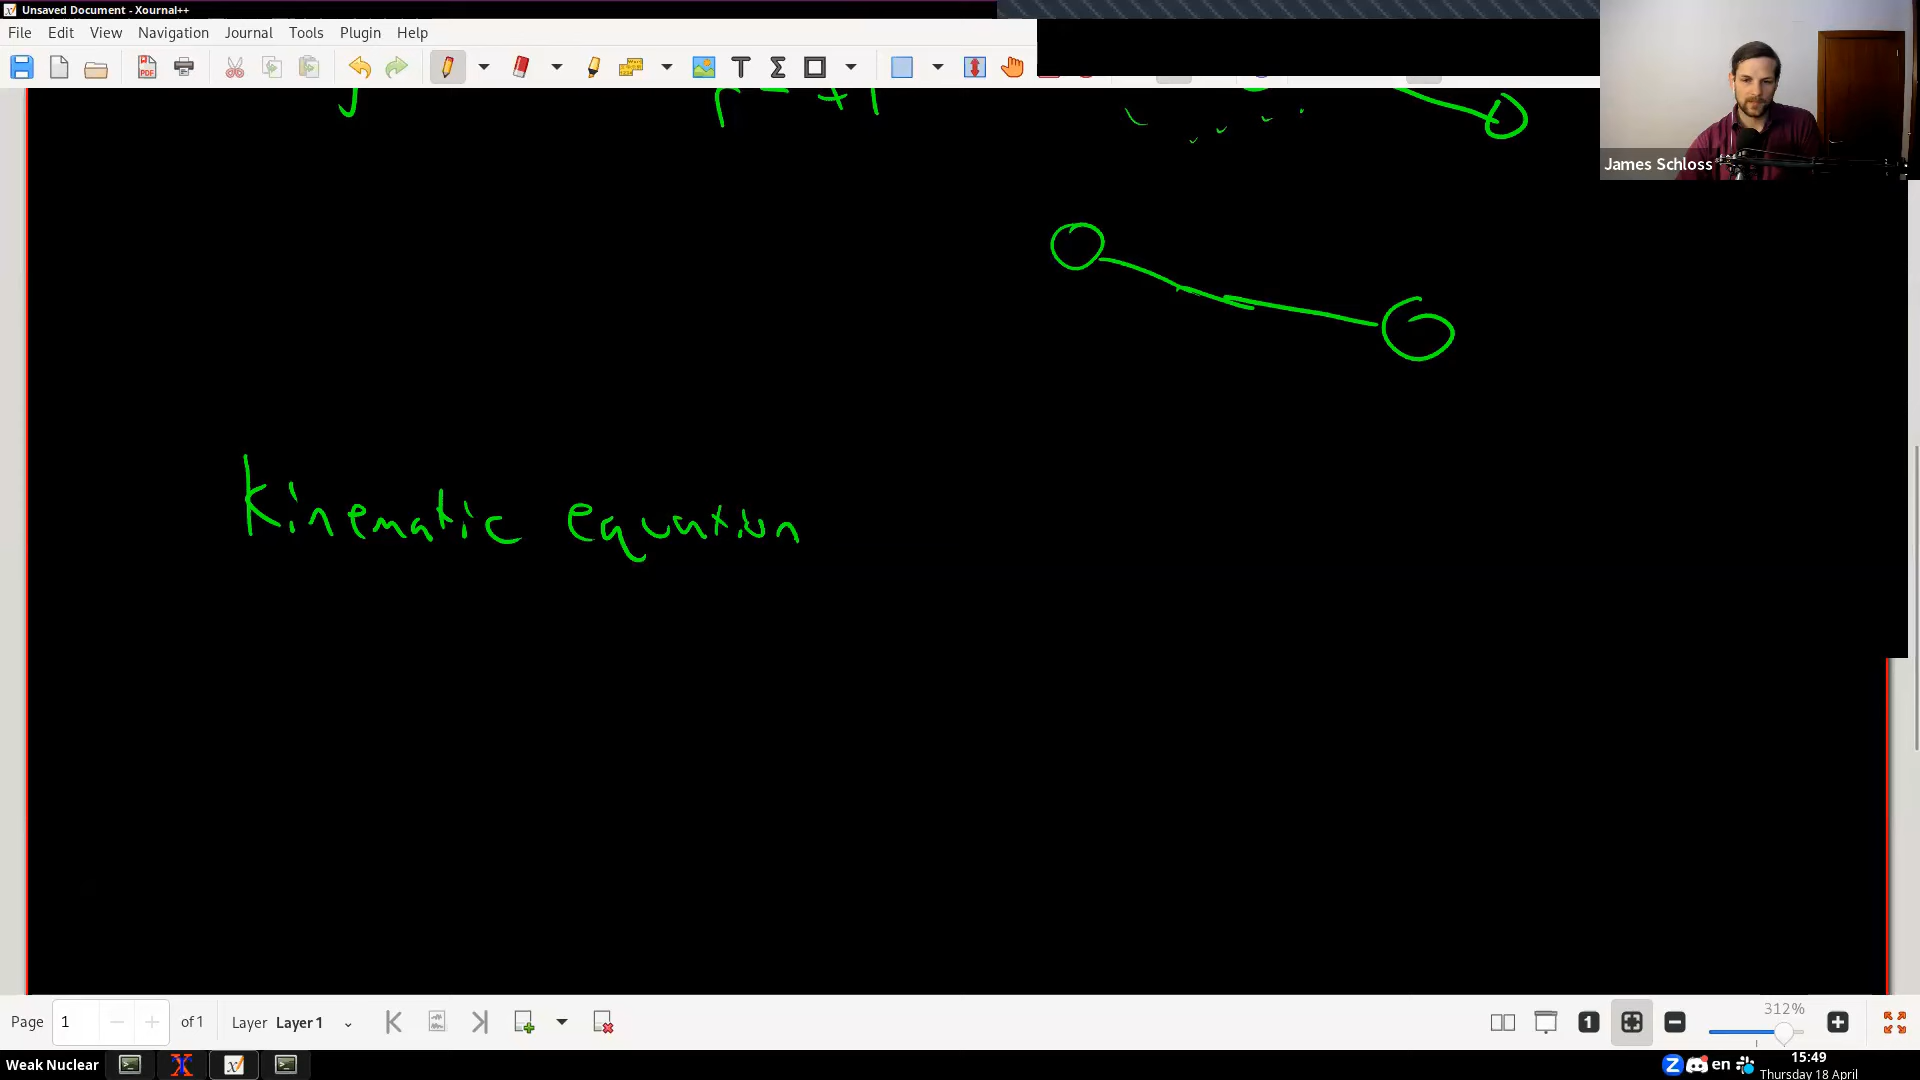 Unsaved Document - Xournal++
File Edit View Navigation Journal Tools Plugin Help
James Schloss
Kinematic equation
Page 1 of 1 Layer Layer 1
312%
Weak Nuclear
en
15:49
Thursday 18 April